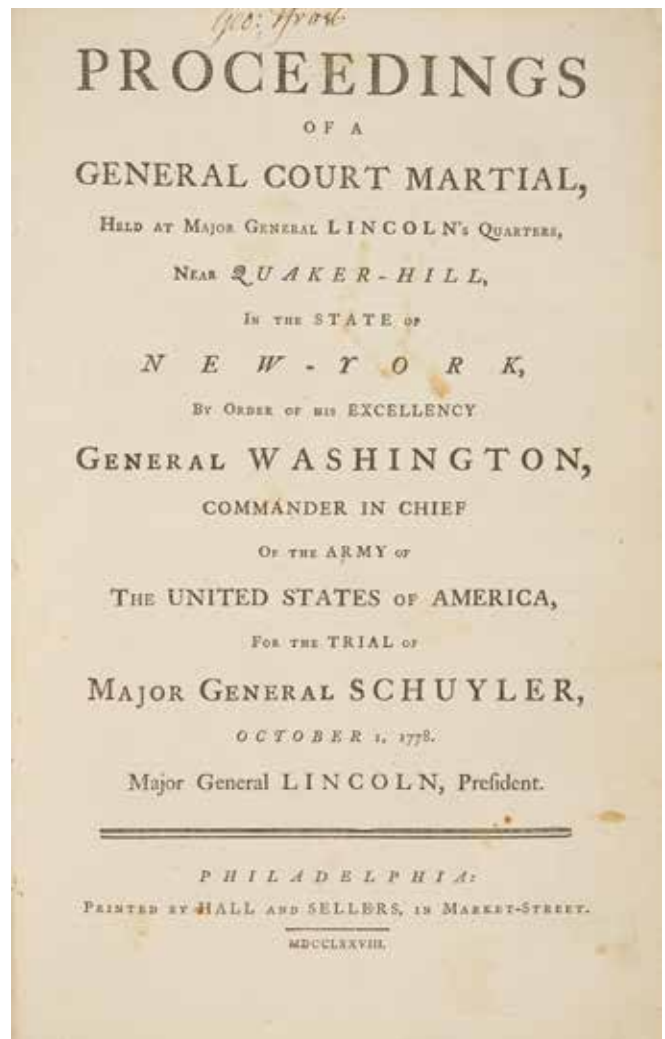 Geo:
PROCEEDINGS
OF A
GENERAL COURT MARTIAL,
HELD AT MAJOR GENERAL LINCOLN's QUARTERS,
NEAR QUAKER-HILL,
IN THE STATE OF
NEW-YORK,
BY ORDER OF HIS EXCELLENCY
GENERAL WASHINGTON,
COMMANDER IN CHIEF
OF THE ARMY OF
THE UNITED STATES OF AMERICA,
FOR THE TRIAL OF
MAJOR GENERAL SCHUYLER,
OCTOBER 1, 1778.
Major General LINCOLN, Preſident.
PHILADELPHIA:
PRINTED BY HALL AND SELLERS, IN MARKET-STREET.
MDCCLXXVIII.